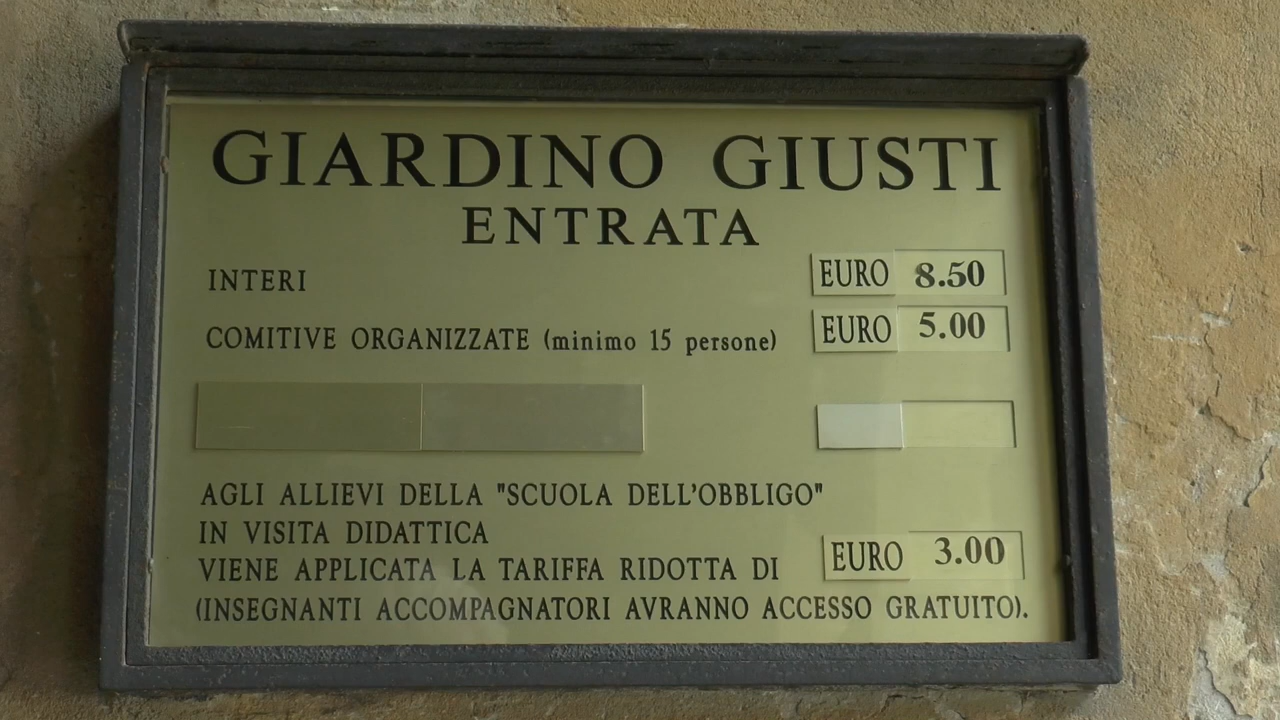 GIARDINO GIUSTI
ENTRATA
INTERI EURO 8.50
COMITIVE ORGANIZZATE (minimo 15 persone) EURO 5.00
AGLI ALLIEVI DELLA "SCUOLA DELL'OBBLIGO"
IN VISITA DIDATTICA
VIENE APPLICATA LA TARIFFA RIDOTTA DI EURO 3.00
(INSEGNANTI ACCOMPAGNATORI AVRANNO ACCESSO GRATUITO).